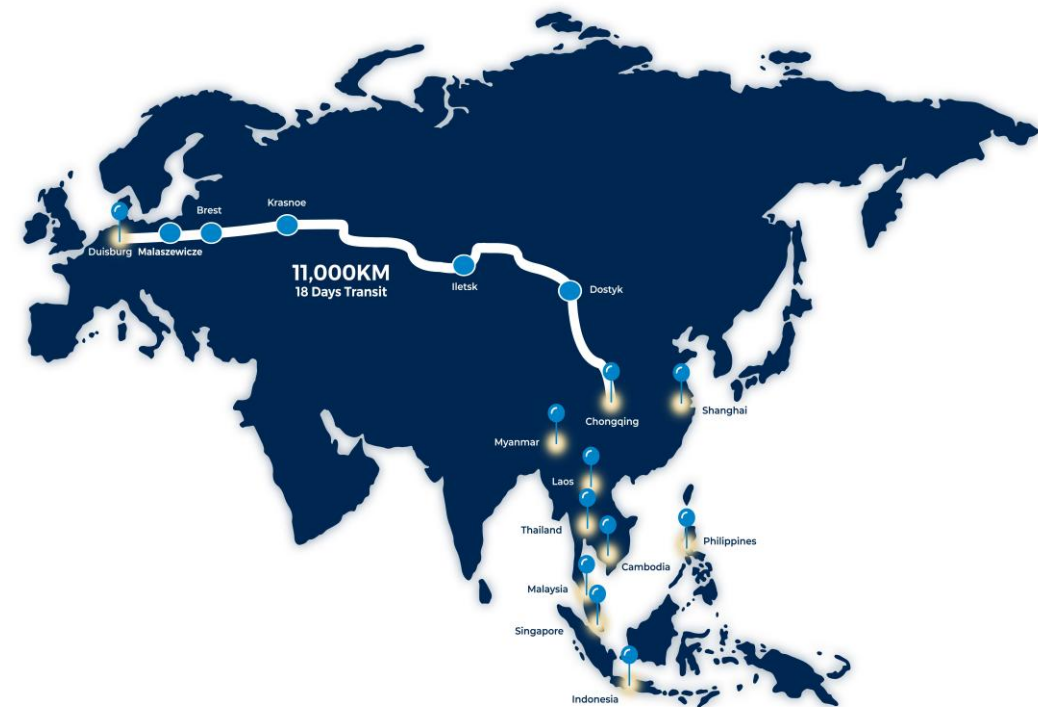 Krasnoe
Brest
Duisburg
Malaszewicze
11,000KM
18 Days Transit
Iletsk
Dostyk
Chongqing
Shanghai
Myanmar
Laos
Thailand
Philippines
Cambodia
Malaysia
Singapore
Indonesia